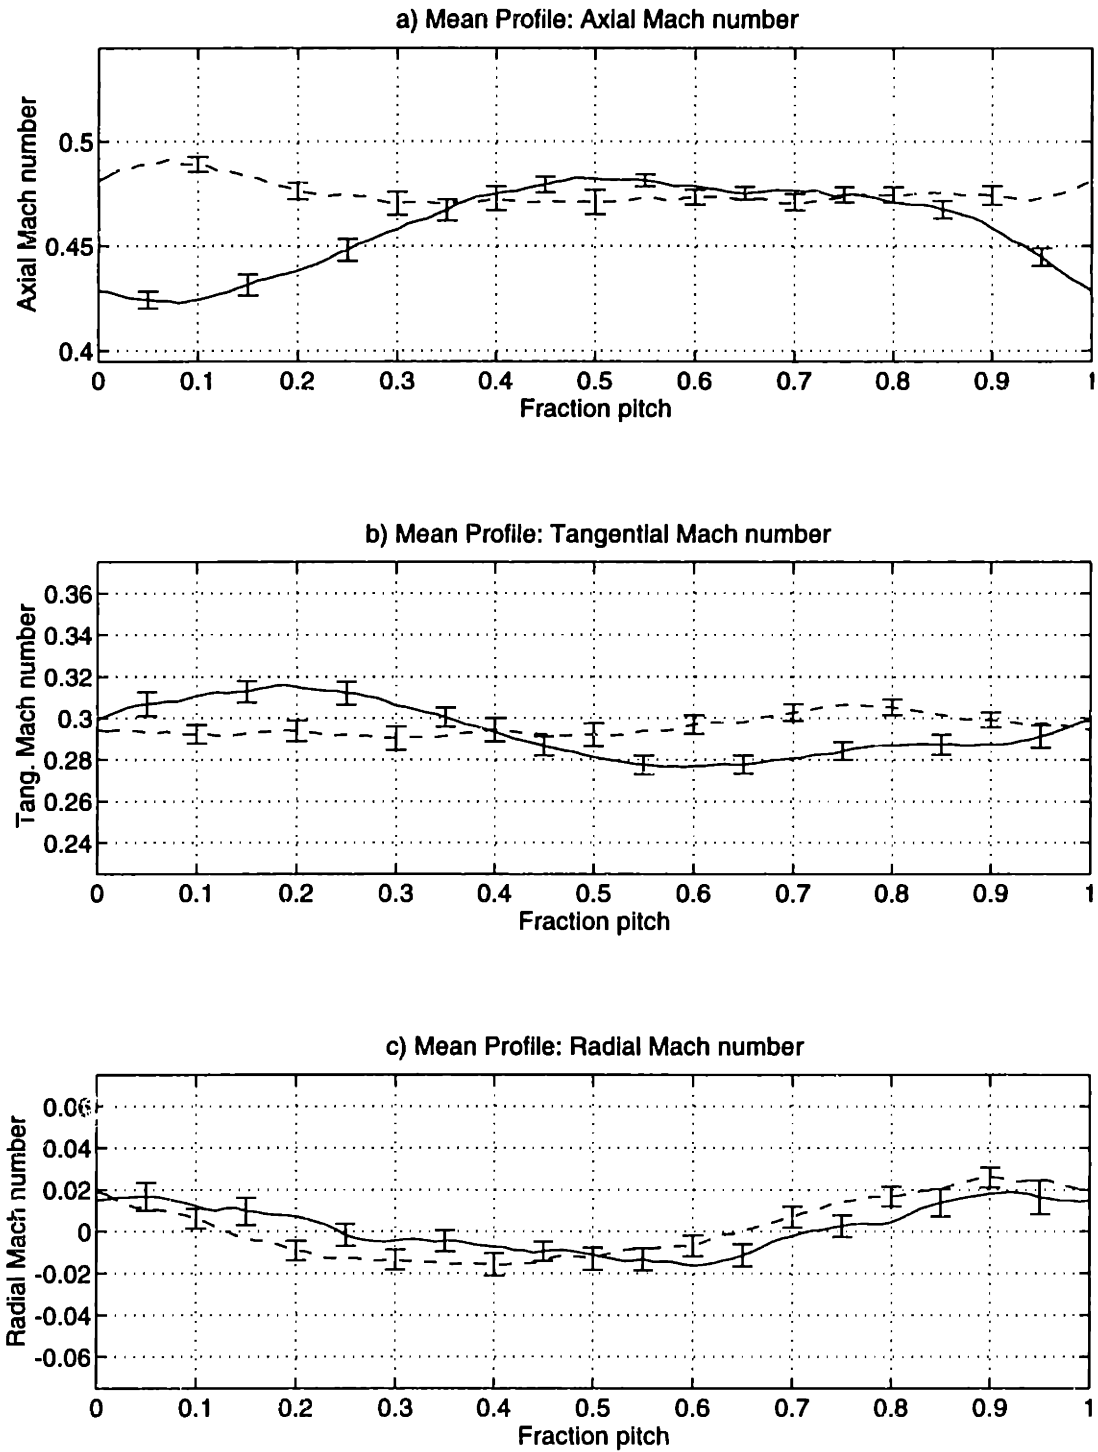 a) Mean Profile: Axial Mach number
Axial Mach number
0.5
0.45
0.4
0 0.1 0.2 0.3 0.4 0.5 0.6 0.7 0.8 0.9 1
Fraction pitch
b) Mean Profile: Tangential Mach number
Tang. Mach number
0.36
0.34
0.32
0.3
0.28
0.26
0.24
0 0.1 0.2 0.3 0.4 0.5 0.6 0.7 0.8 0.9 1
Fraction pitch
c) Mean Profile: Radial Mach number
Radial Mach number
0.06
0.04
0.02
0
-0.02
-0.04
-0.06
0 0.1 0.2 0.3 0.4 0.5 0.6 0.7 0.8 0.9 1
Fraction pitch